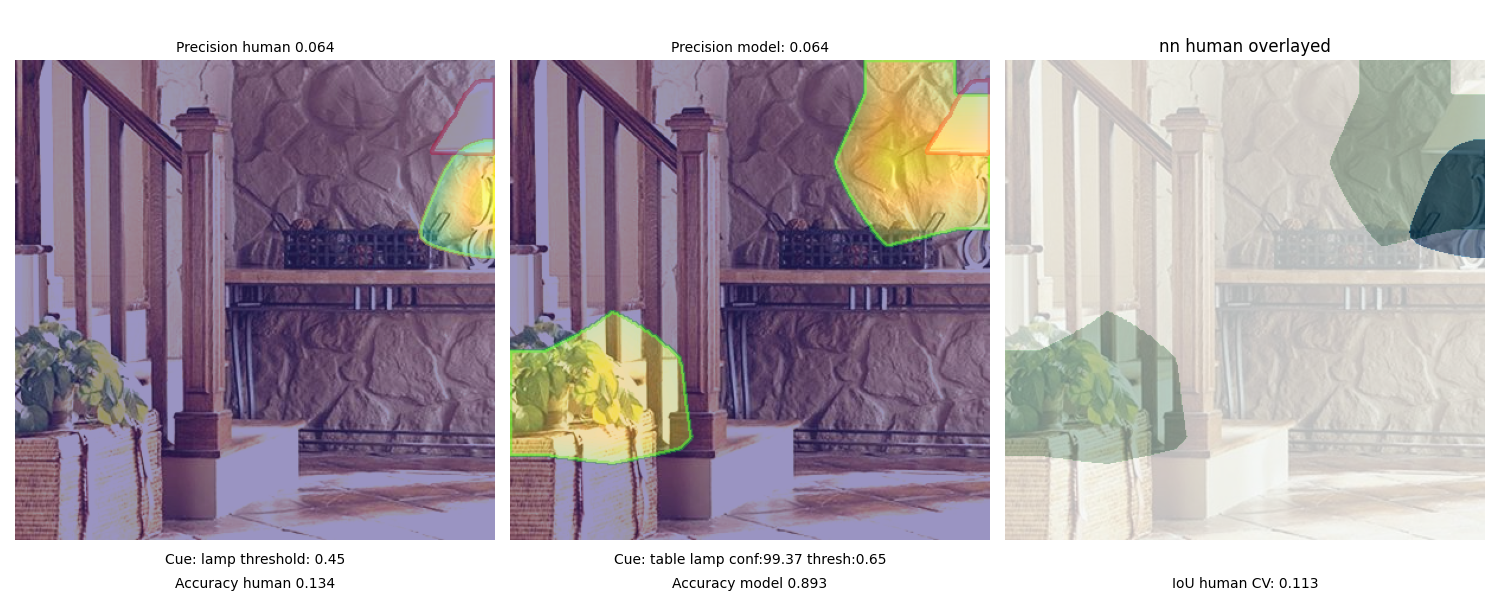 Precision human 0.064
Precision model: 0.064
nn human overlayed
Cue: lamp threshold: 0.45
Cue: table lamp conf:99.37 thresh:0.65
Accuracy human 0.134
Accuracy model 0.893
IoU human CV: 0.113